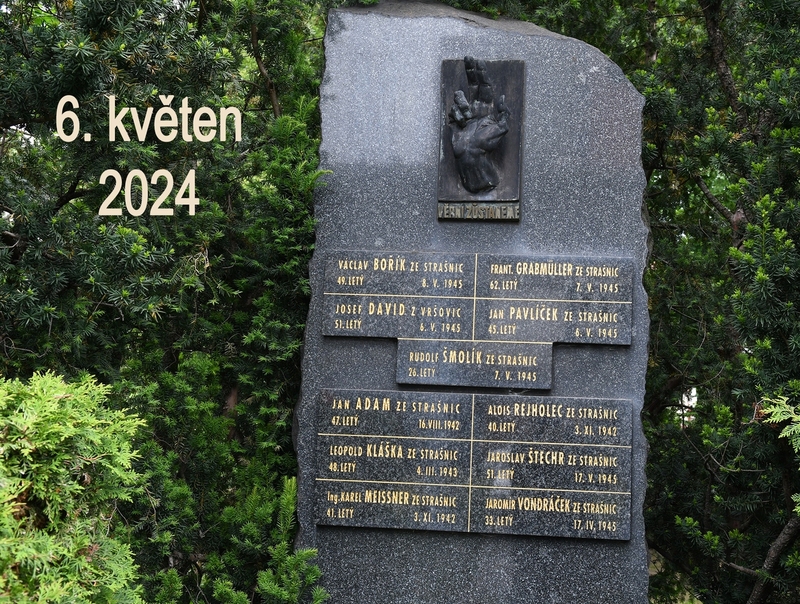 6. květen
2024
VĚRNI ZŮSTANEME
VÁCLAV BOŘÍK ZE STRAŠNIC
49. LETÝ 8. V. 1945
FRANT. GRABMÜLLER ZE STRAŠNIC
62. LETÝ 7. V. 1945
JOSEF DAVID Z VRŠOVIC
51. LETÝ 6. V. 1945
JAN PAVLÍČEK ZE STRAŠNIC
45. LETÝ 6. V. 1945
RUDOLF ŠMOLÍK ZE STRAŠNIC
26. LETÝ 7. V. 1945
JAN ADAM ZE STRAŠNIC
47. LETÝ 16. VIII. 1942
ALOIS REJHOLEC ZE STRAŠNIC
40. LETÝ 3. XI. 1942
LEOPOLD KLÁŠKA ZE STRAŠNIC
48. LETÝ 4. III. 1943
JAROSLAV ŠTECHR ZE STRAŠNIC
51. LETÝ 17. V. 1945
Ing. KAREL MEISSNER ZE STRAŠNIC
41. LETÝ 3. XI. 1942
JAROMÍR VONDRÁČEK ZE STRAŠNIC
33. LETÝ 17. IV. 1945